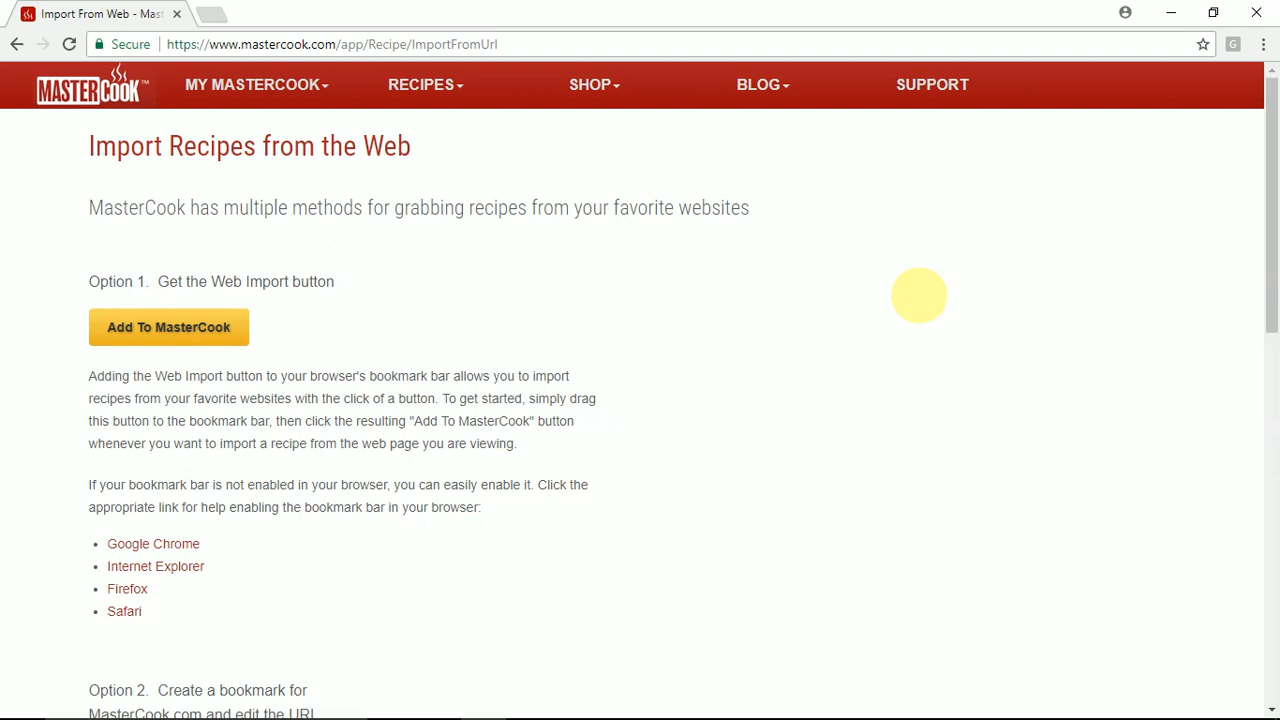 Import From Web - Mast
Secure
https://www.mastercook.com/app/Recipe/ImportFromUrl
G
MASTERCOOK™
MY MASTERCOOK
RECIPES
SHOP
BLOG
SUPPORT
Import Recipes from the Web
MasterCook has multiple methods for grabbing recipes from your favorite websites
Option 1. Get the Web Import button
Add To MasterCook
Adding the Web Import button to your browser's bookmark bar allows you to import
recipes from your favorite websites with the click of a button. To get started, simply drag
this button to the bookmark bar, then click the resulting "Add To MasterCook" button
whenever you want to import a recipe from the web page you are viewing.
If your bookmark bar is not enabled in your browser, you can easily enable it. Click the
appropriate link for help enabling the bookmark bar in your browser:
• Google Chrome
• Internet Explorer
• Firefox
• Safari
Option 2. Create a bookmark for
MasterCook.com and edit the URL